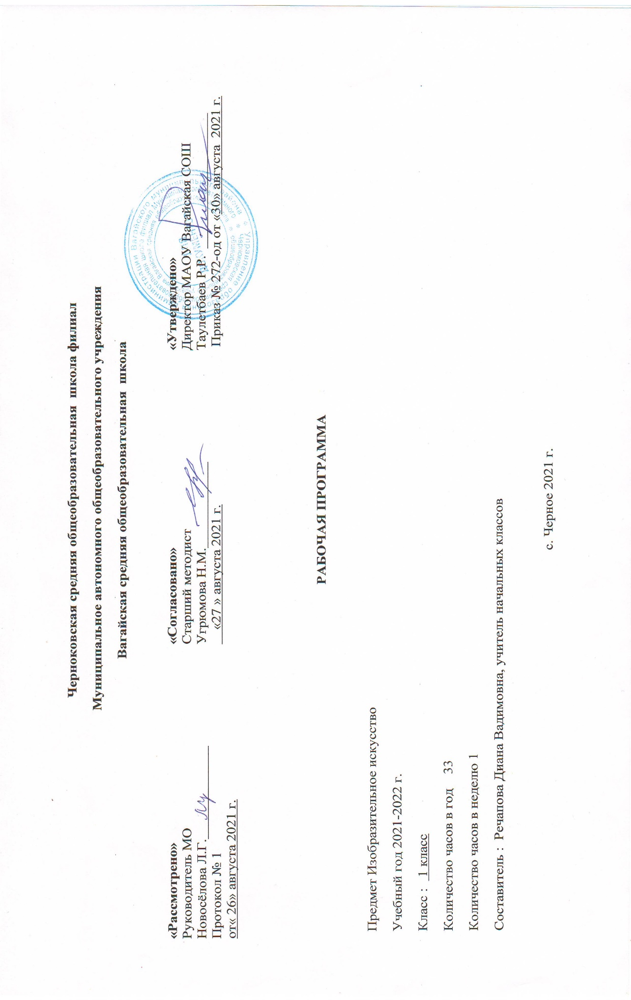 Черноковская средняя общеобразовательная школа филиал
Муниципальное автономного общеобразовательного учреждения
Вагайская средняя общеобразовательная школа
«Рассмотрено»
Руководитель МО
Новосёлова Л.Г.
Протокол № 1
от« 26» августа 2021 г.
«Согласовано»
Старший методист
Угрюмова Н.М.
«27 » августа 2021 г.
«Утверждено»
Директор МАОУ Вагайская СОШ
Таулетбаев Р.Р.
Приказ № 272-од от «30» августа 2021 г.
РАБОЧАЯ ПРОГРАММА
Предмет Изобразительное искусство
Учебный год 2021-2022 г.
Класс : 1 класс
Количество часов в год 33
Количество часов в неделю 1
Составитель : Речапова Диана Вадимовна, учитель начальных классов
с. Черное 2021 г.